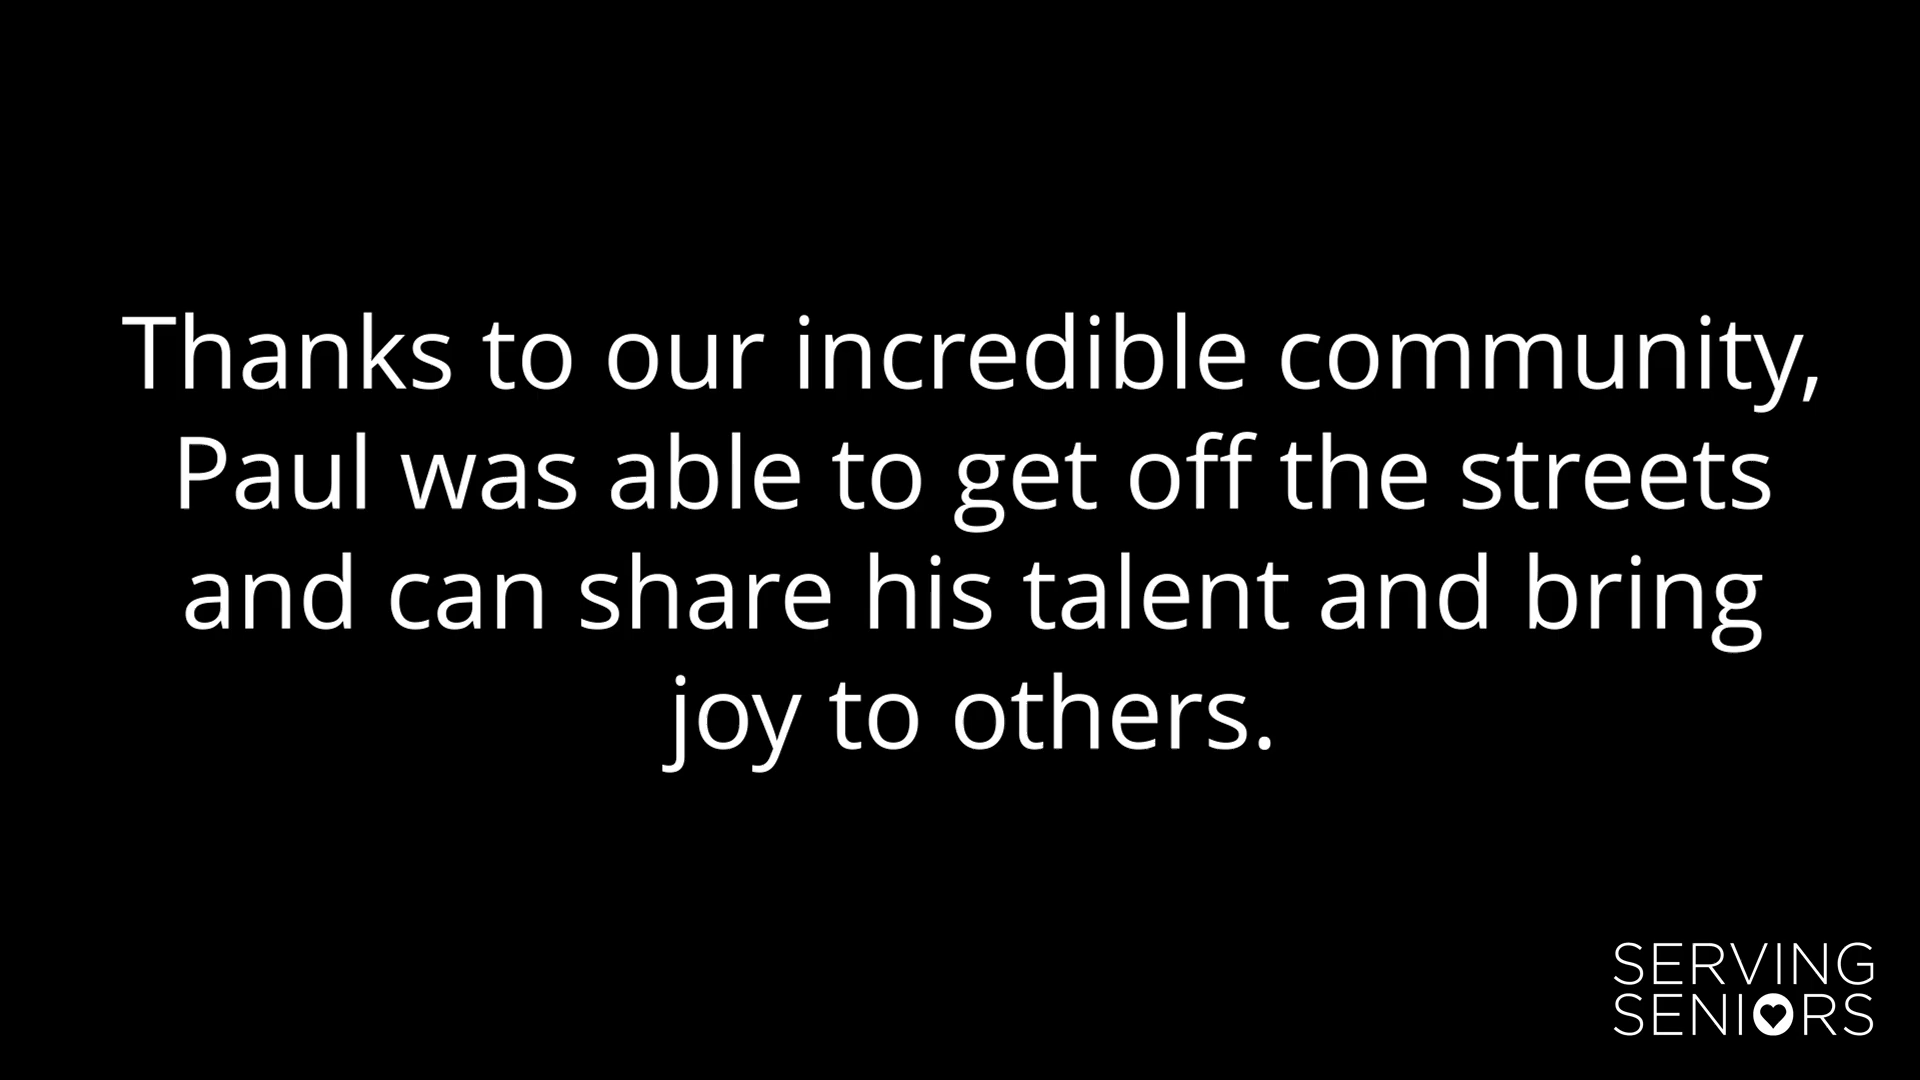 Thanks to our incredible community,
Paul was able to get off the streets
and can share his talent and bring
joy to others.
SERVING
SENIORS